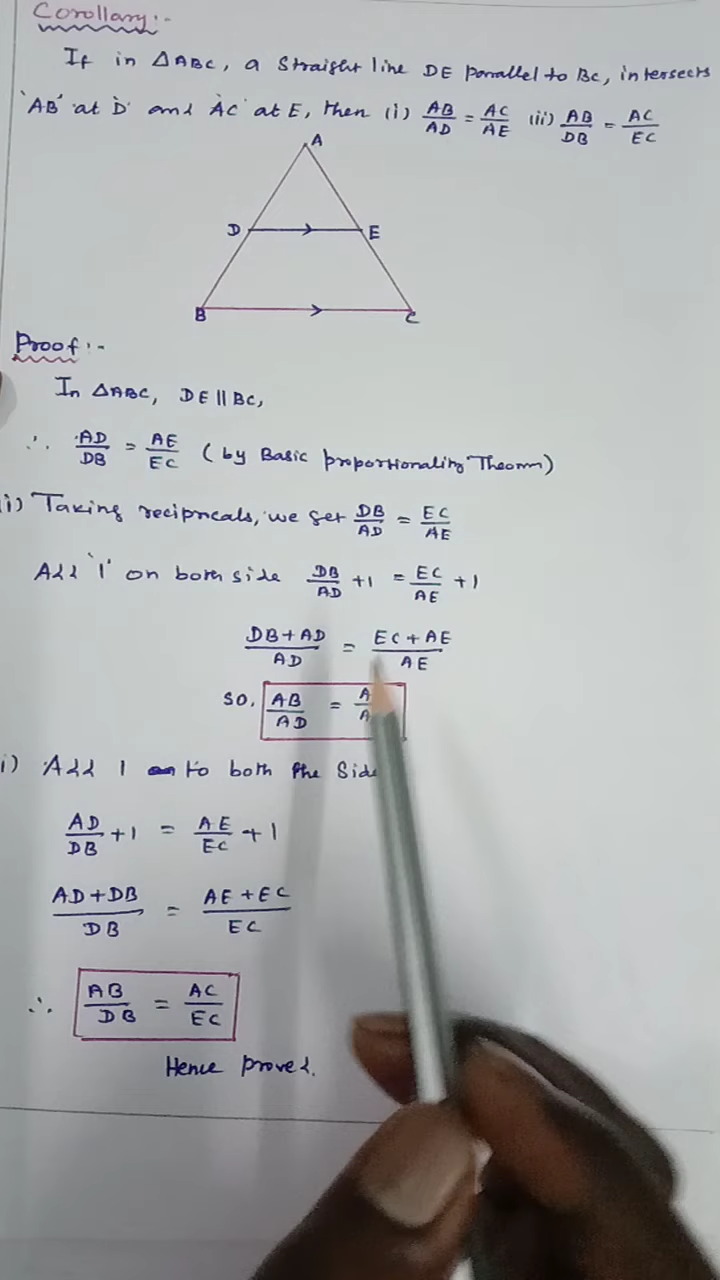 Corollary:-
If in △ABC, a straight line DE parallel to BC, intersects
'AB' at D' and AC' at E, then (i) AB/AD = AC/AE (ii) AB/DB = AC/EC
A
D E
B C
Proof:-
In △ABC, DE || BC,
∴ AD/DB = AE/EC (by Basic proportionality Theorem)
i) Taking reciprocals, we get DB/AD = EC/AE
Add '1' on both side DB/AD +1 = EC/AE +1
DB+AD/AD = EC+AE/AE
so, AB/AD = A/A
i) Add 1 to both the Side
AD/DB +1 = AE/EC +1
AD+DB/DB = AE+EC/EC
∴ AB/DB = AC/EC
Hence proved.